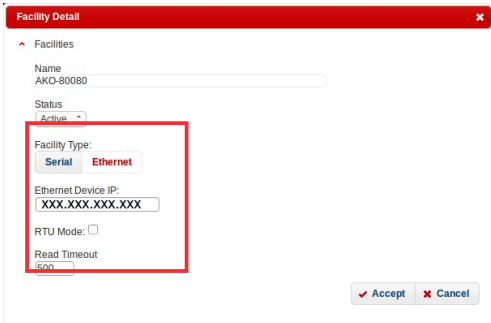 Facility Detail
Facilities
Name
AKO-80080
Status
Active
Facility Type:
Serial Ethernet
Ethernet Device IP:
XXX.XXX.XXX.XXX
RTU Mode:
Read Timeout
500
Accept Cancel